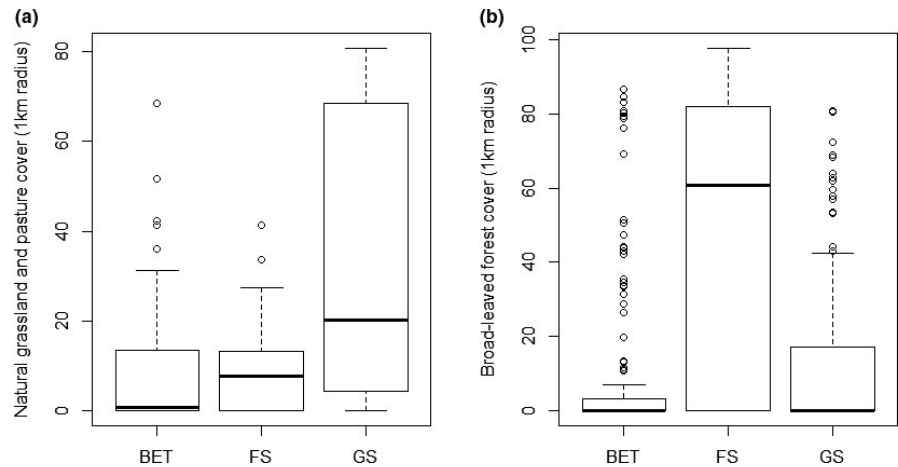 (a)
Natural grassland and pasture cover (1km radius)
80
60
40
20
0
BET FS GS
(b)
Broad-leaved forest cover (1km radius)
100
80
60
40
20
0
BET FS GS